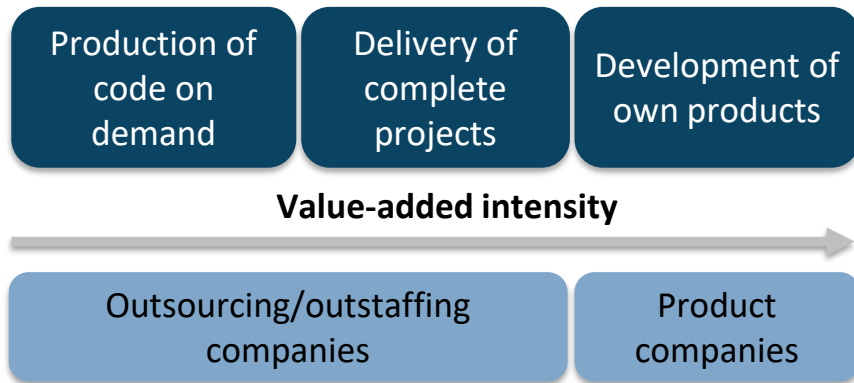 Production of
code on
demand
Delivery of
complete
projects
Development of
own products
Value-added intensity
Outsourcing/outstaffing
companies
Product
companies